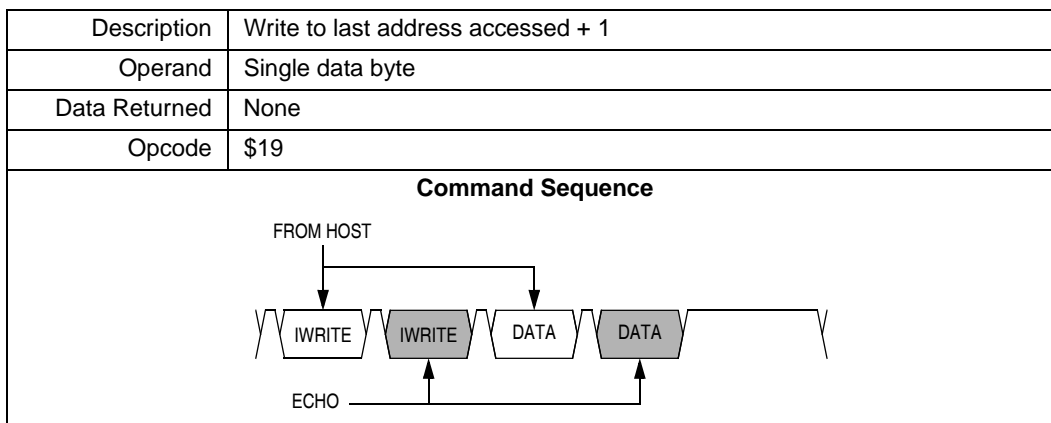 Description Write to last address accessed + 1
Operand Single data byte
Data Returned None
Opcode $19
Command Sequence
FROM HOST
IWRITE IWRITE DATA DATA
ECHO